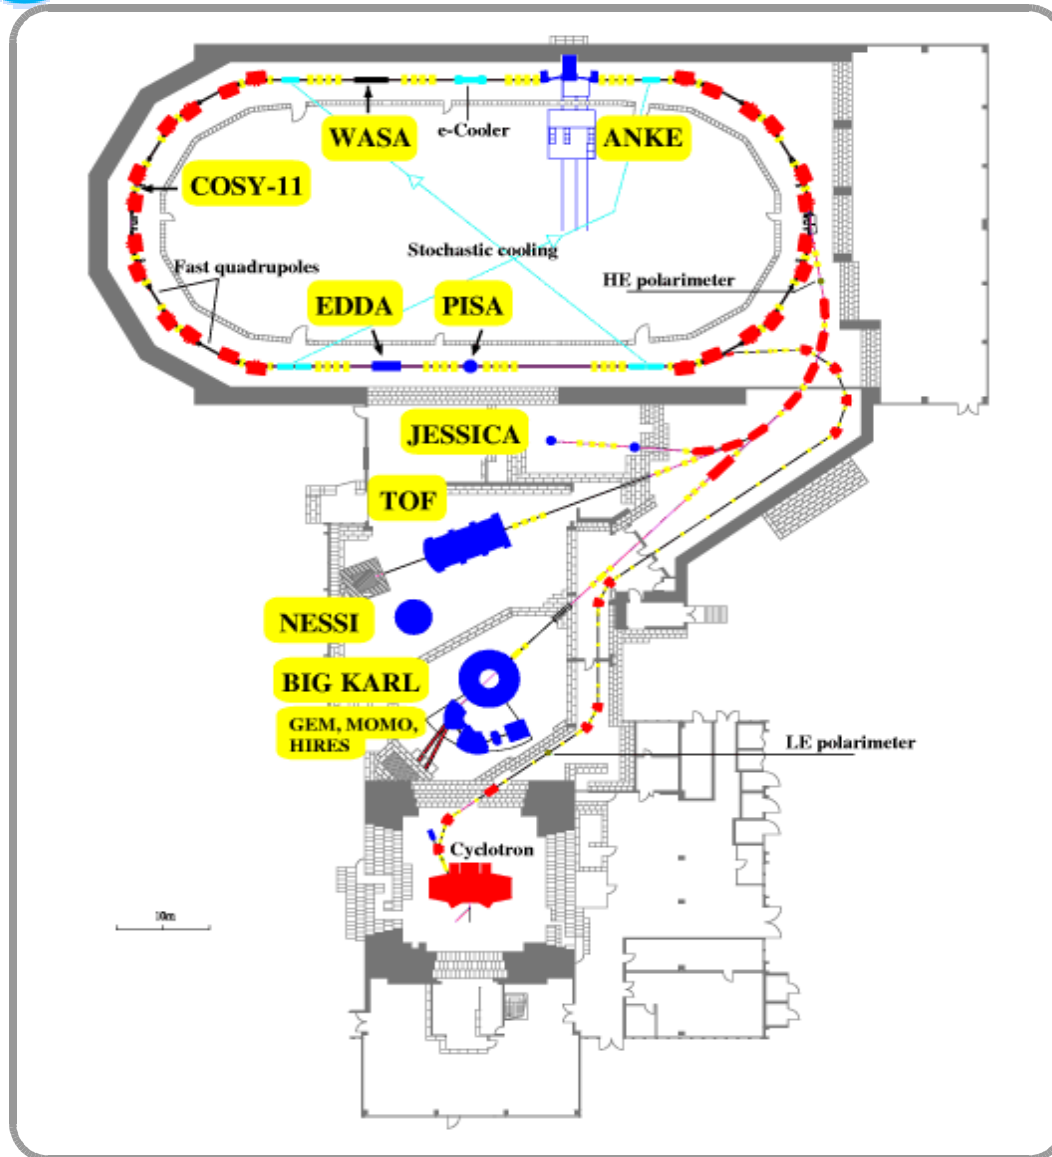 WASA
e-Cooler
ANKE
COSY-11
Stochastic cooling
Fast quadrupoles
HE polarimeter
EDDA
PISA
JESSICA
TOF
NESSI
BIG KARL
GEM, MOMO,
HIRES
LE polarimeter
Cyclotron
10m